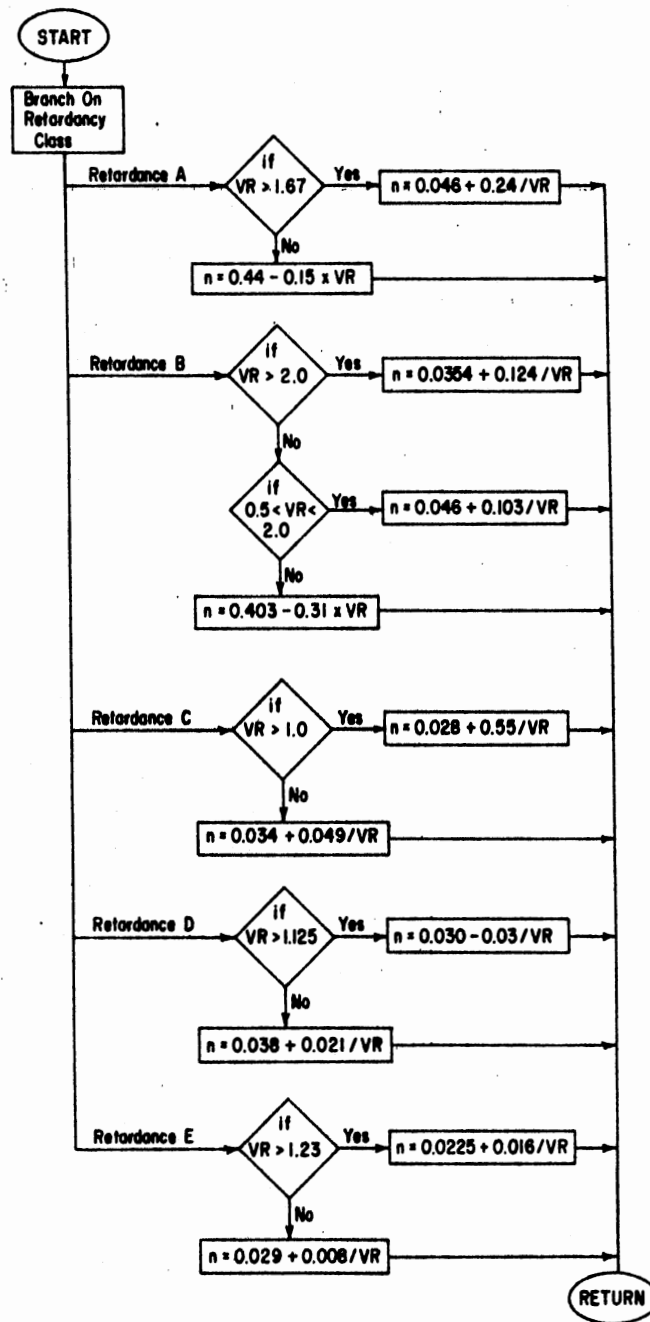 START
Branch On
Retardancy
Class
Retardance A
if
VR > 1.67
Yes
n = 0.046 + 0.24/VR
No
n = 0.44 - 0.15 x VR
Retardance B
if
VR > 2.0
Yes
n = 0.0354 + 0.124/VR
No
if
0.5 < VR <
2.0
Yes
n = 0.046 + 0.103/VR
No
n = 0.403 - 0.31 x VR
Retardance C
if
VR > 1.0
Yes
n = 0.028 + 0.55/VR
No
n = 0.034 + 0.049/VR
Retardance D
if
VR > 1.125
Yes
n = 0.030 - 0.03/VR
No
n = 0.038 + 0.021/VR
Retardance E
if
VR > 1.23
Yes
n = 0.0225 + 0.016/VR
No
n = 0.029 + 0.008/VR
RETURN